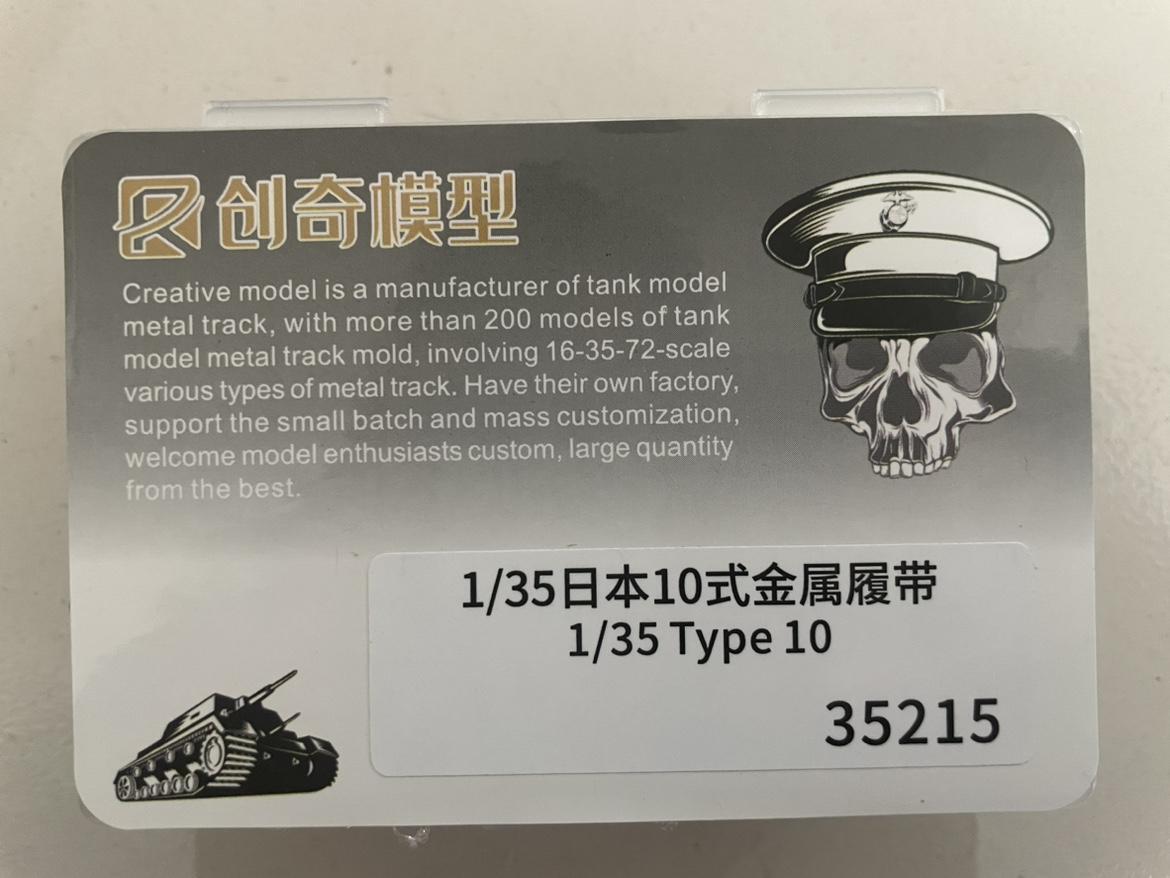 创奇模型
Creative model is a manufacturer of tank model
metal track, with more than 200 models of tank
model metal track mold, involving 16-35-72-scale
various types of metal track. Have their own factory,
support the small batch and mass customization,
welcome model enthusiasts custom, large quantity
from the best.
1/35日本10式金属履带
1/35 Type 10
35215